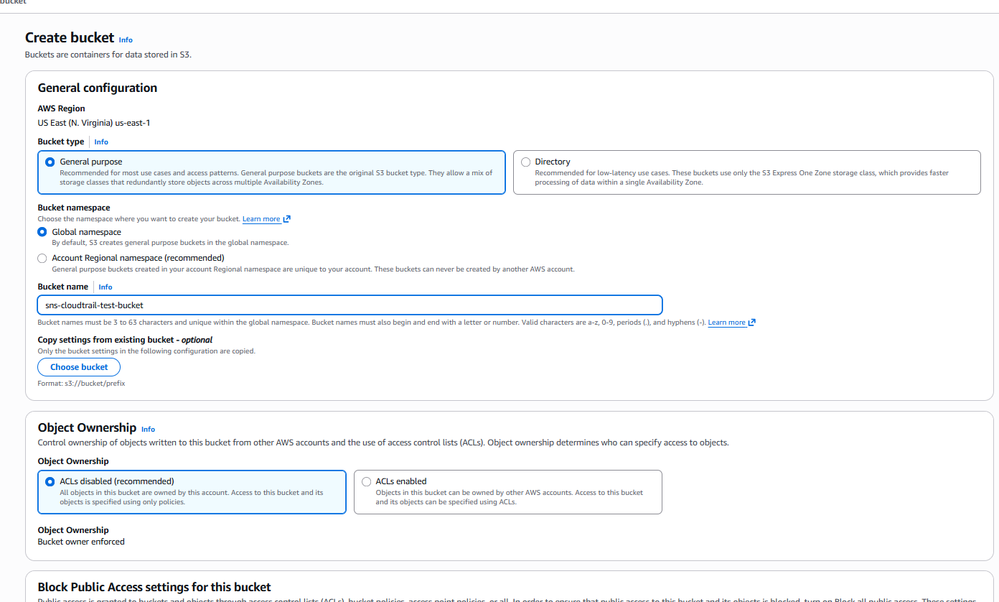 bucket
Create bucket Info
Buckets are containers for data stored in S3.
General configuration
AWS Region
US East (N. Virginia) us-east-1
Bucket type Info
General purpose
Recommended for most use cases and access patterns. General purpose buckets are the original S3 bucket type. They allow a mix of
storage classes that redundantly store objects across multiple Availability Zones.
Directory
Recommended for low-latency use cases. These buckets use only the S3 Express One Zone storage class, which provides faster
processing of data within a single Availability Zone.
Bucket namespace
Choose the namespace where you want to create your bucket. Learn more
Global namespace
By default, S3 creates general purpose buckets in the global namespace.
Account Regional namespace (recommended)
General purpose buckets created in your account Regional namespace are unique to your account. These buckets can never be created by another AWS account.
Bucket name Info
sns-cloudtrail-test-bucket
Bucket names must be 3 to 63 characters and unique within the global namespace. Bucket names must also begin and end with a letter or number. Valid characters are a-z, 0-9, periods (.), and hyphens (-). Learn more
Copy settings from existing bucket - optional
Only the bucket settings in the following configuration are copied.
Choose bucket
Format: s3://bucket/prefix
Object Ownership Info
Control ownership of objects written to this bucket from other AWS accounts and the use of access control lists (ACLs). Object ownership determines who can specify access to objects.
Object Ownership
ACLs disabled (recommended)
All objects in this bucket are owned by this account. Access to this bucket and its
objects is specified using only policies.
ACLs enabled
Objects in this bucket can be owned by other AWS accounts. Access to this bucket
and its objects can be specified using ACLs.
Object Ownership
Bucket owner enforced
Block Public Access settings for this bucket
Public access is granted to buckets and objects through access control lists (ACLs), bucket policies, access point policies, or all. In order to ensure that public access to this bucket and its objects is blocked, turn on Block all public access. These settings